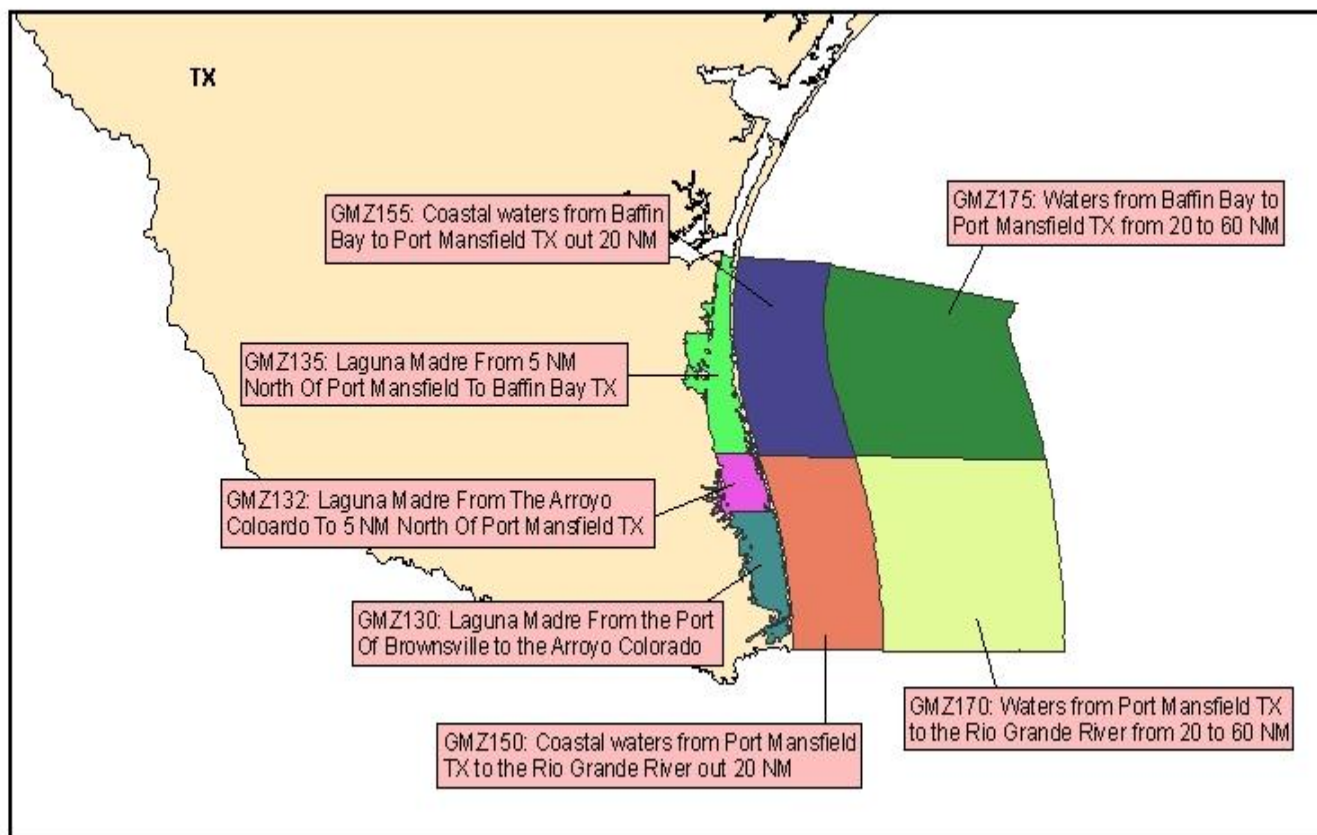 TX
GMZ155: Coastal waters from Baffin
Bay to Port Mansfield TX out 20 NM
GMZ175: Waters from Baffin Bay to
Port Mansfield TX from 20 to 60 NM
GMZ135: Laguna Madre From 5 NM
North Of Port Mansfield To Baffin Bay TX
GMZ132: Laguna Madre From The Arroyo
Coloardo To 5 NM North Of Port Mansfield TX
GMZ130: Laguna Madre From the Port
Of Brownsville to the Arroyo Colorado
GMZ170: Waters from Port Mansfield TX
to the Rio Grande River from 20 to 60 NM
GMZ150: Coastal waters from Port Mansfield
TX to the Rio Grande River out 20 NM